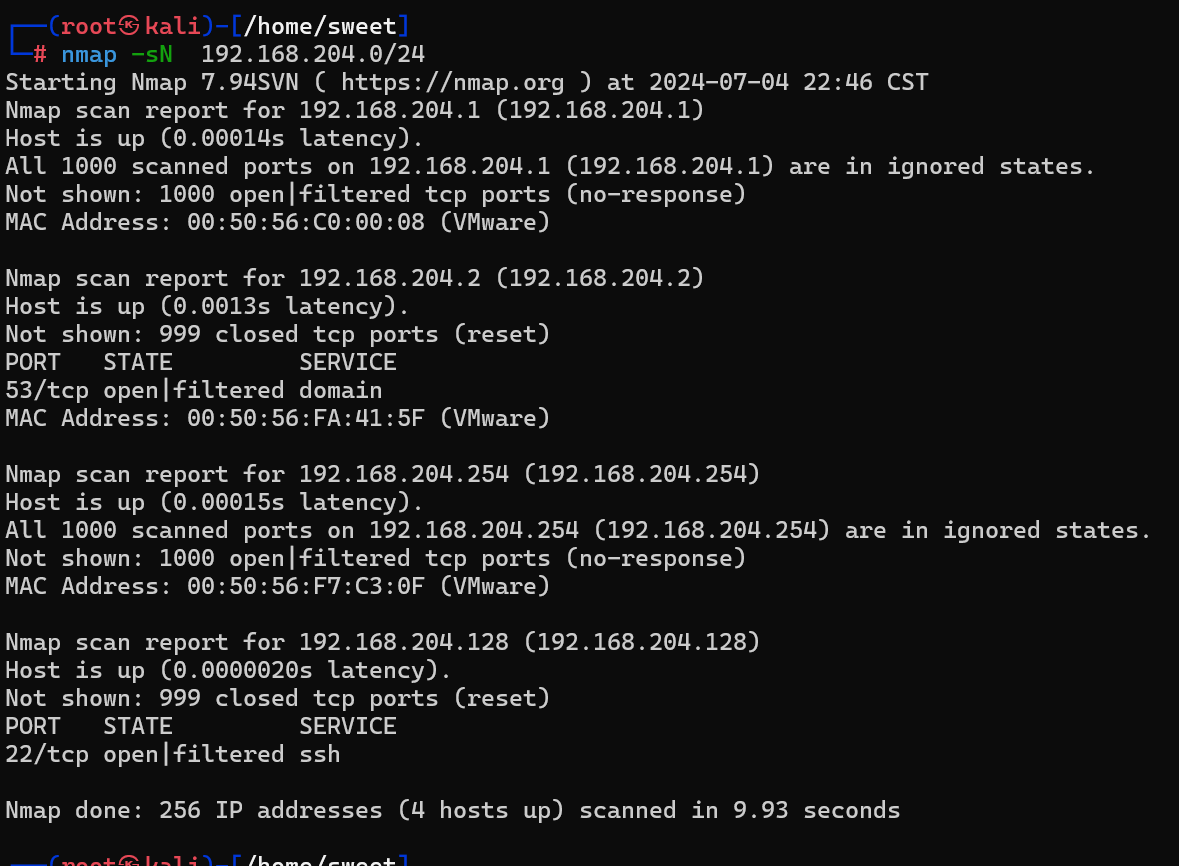 ┌──(root㉿kali)-[/home/sweet]
└─# nmap -sN  192.168.204.0/24
Starting Nmap 7.94SVN ( https://nmap.org ) at 2024-07-04 22:46 CST
Nmap scan report for 192.168.204.1 (192.168.204.1)
Host is up (0.00014s latency).
All 1000 scanned ports on 192.168.204.1 (192.168.204.1) are in ignored states.
Not shown: 1000 open|filtered tcp ports (no-response)
MAC Address: 00:50:56:C0:00:08 (VMware)
Nmap scan report for 192.168.204.2 (192.168.204.2)
Host is up (0.0013s latency).
Not shown: 999 closed tcp ports (reset)
PORT   STATE         SERVICE
53/tcp open|filtered domain
MAC Address: 00:50:56:FA:41:5F (VMware)
Nmap scan report for 192.168.204.254 (192.168.204.254)
Host is up (0.00015s latency).
All 1000 scanned ports on 192.168.204.254 (192.168.204.254) are in ignored states.
Not shown: 1000 open|filtered tcp ports (no-response)
MAC Address: 00:50:56:F7:C3:0F (VMware)
Nmap scan report for 192.168.204.128 (192.168.204.128)
Host is up (0.0000020s latency).
Not shown: 999 closed tcp ports (reset)
PORT   STATE         SERVICE
22/tcp open|filtered ssh
Nmap done: 256 IP addresses (4 hosts up) scanned in 9.93 seconds
┌──(root㉿kali)-[/home/sweet]